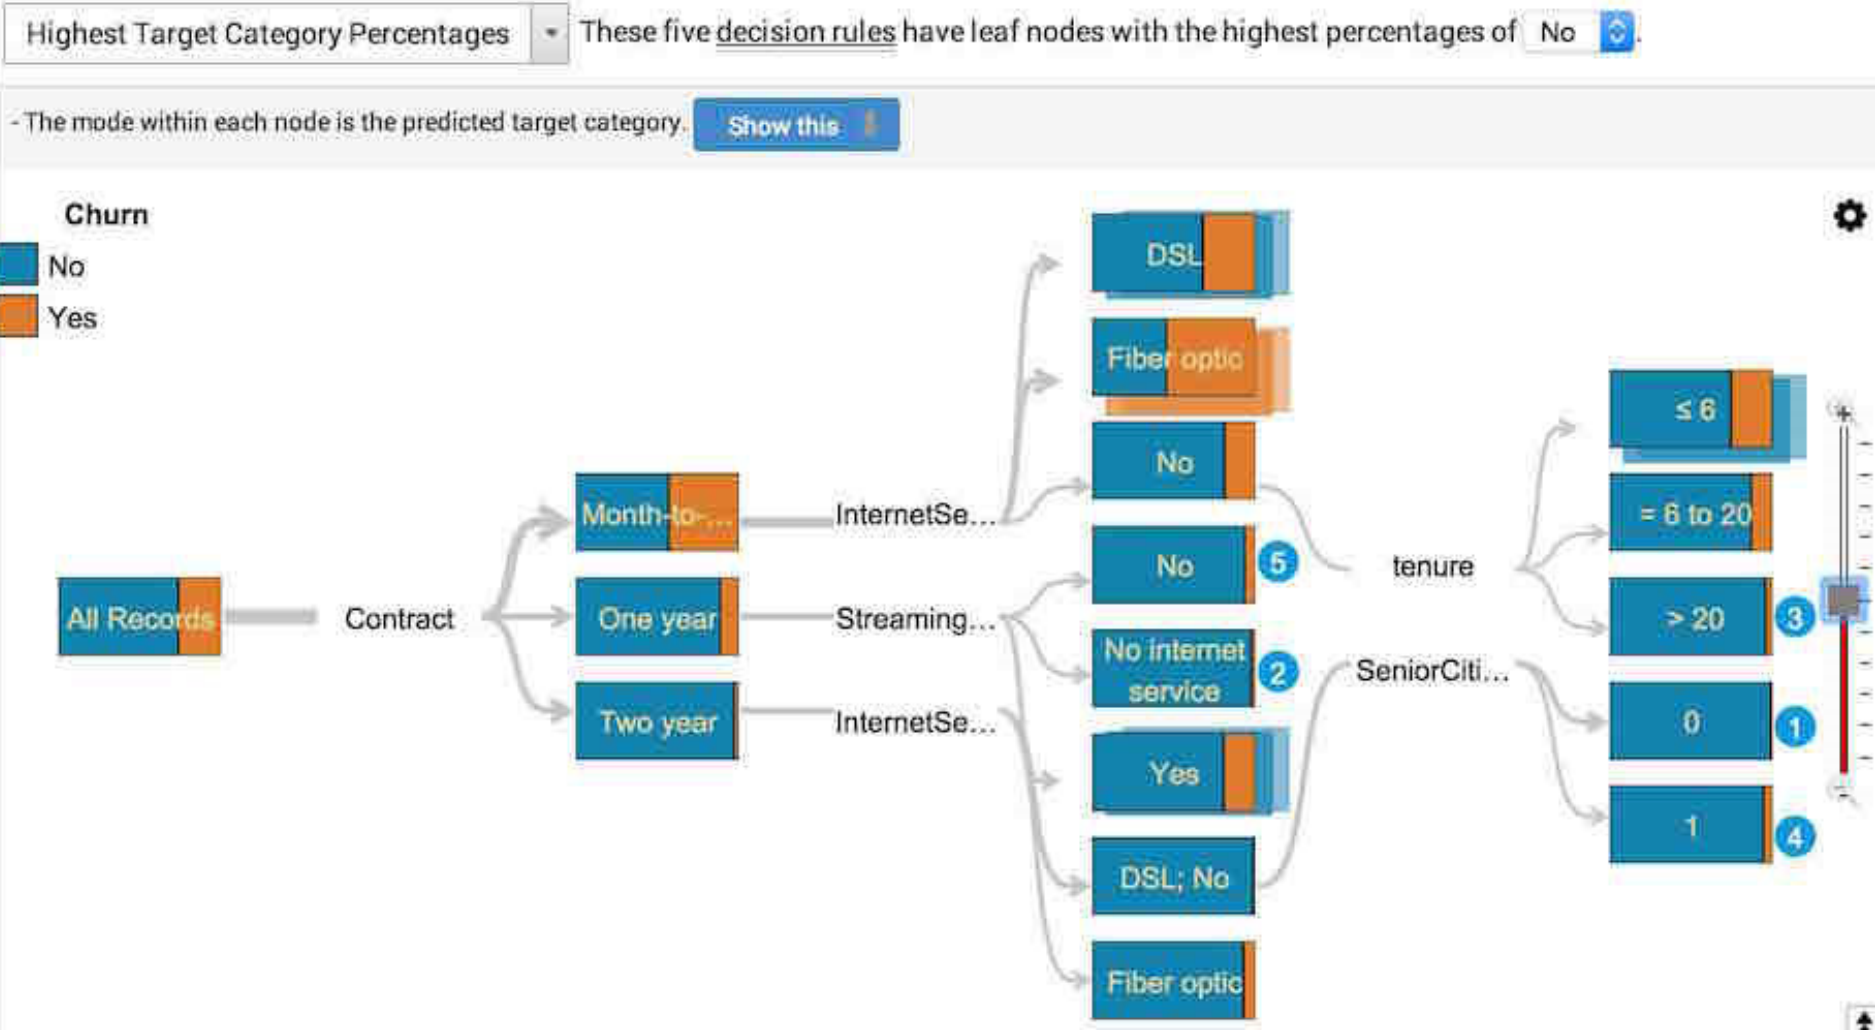 Highest Target Category Percentages These five decision rules have leaf nodes with the highest percentages of No .
- The mode within each node is the predicted target category. Show this
Churn
No
Yes
All Records
Contract
Month-to-...
One year
Two year
InternetSe...
Streaming...
InternetSe...
DSL
Fiber optic
No
No
5
No internet
service
2
Yes
DSL; No
Fiber optic
tenure
SeniorCiti...
≤ 6
= 6 to 20
> 20
3
0
1
1
4
+
-